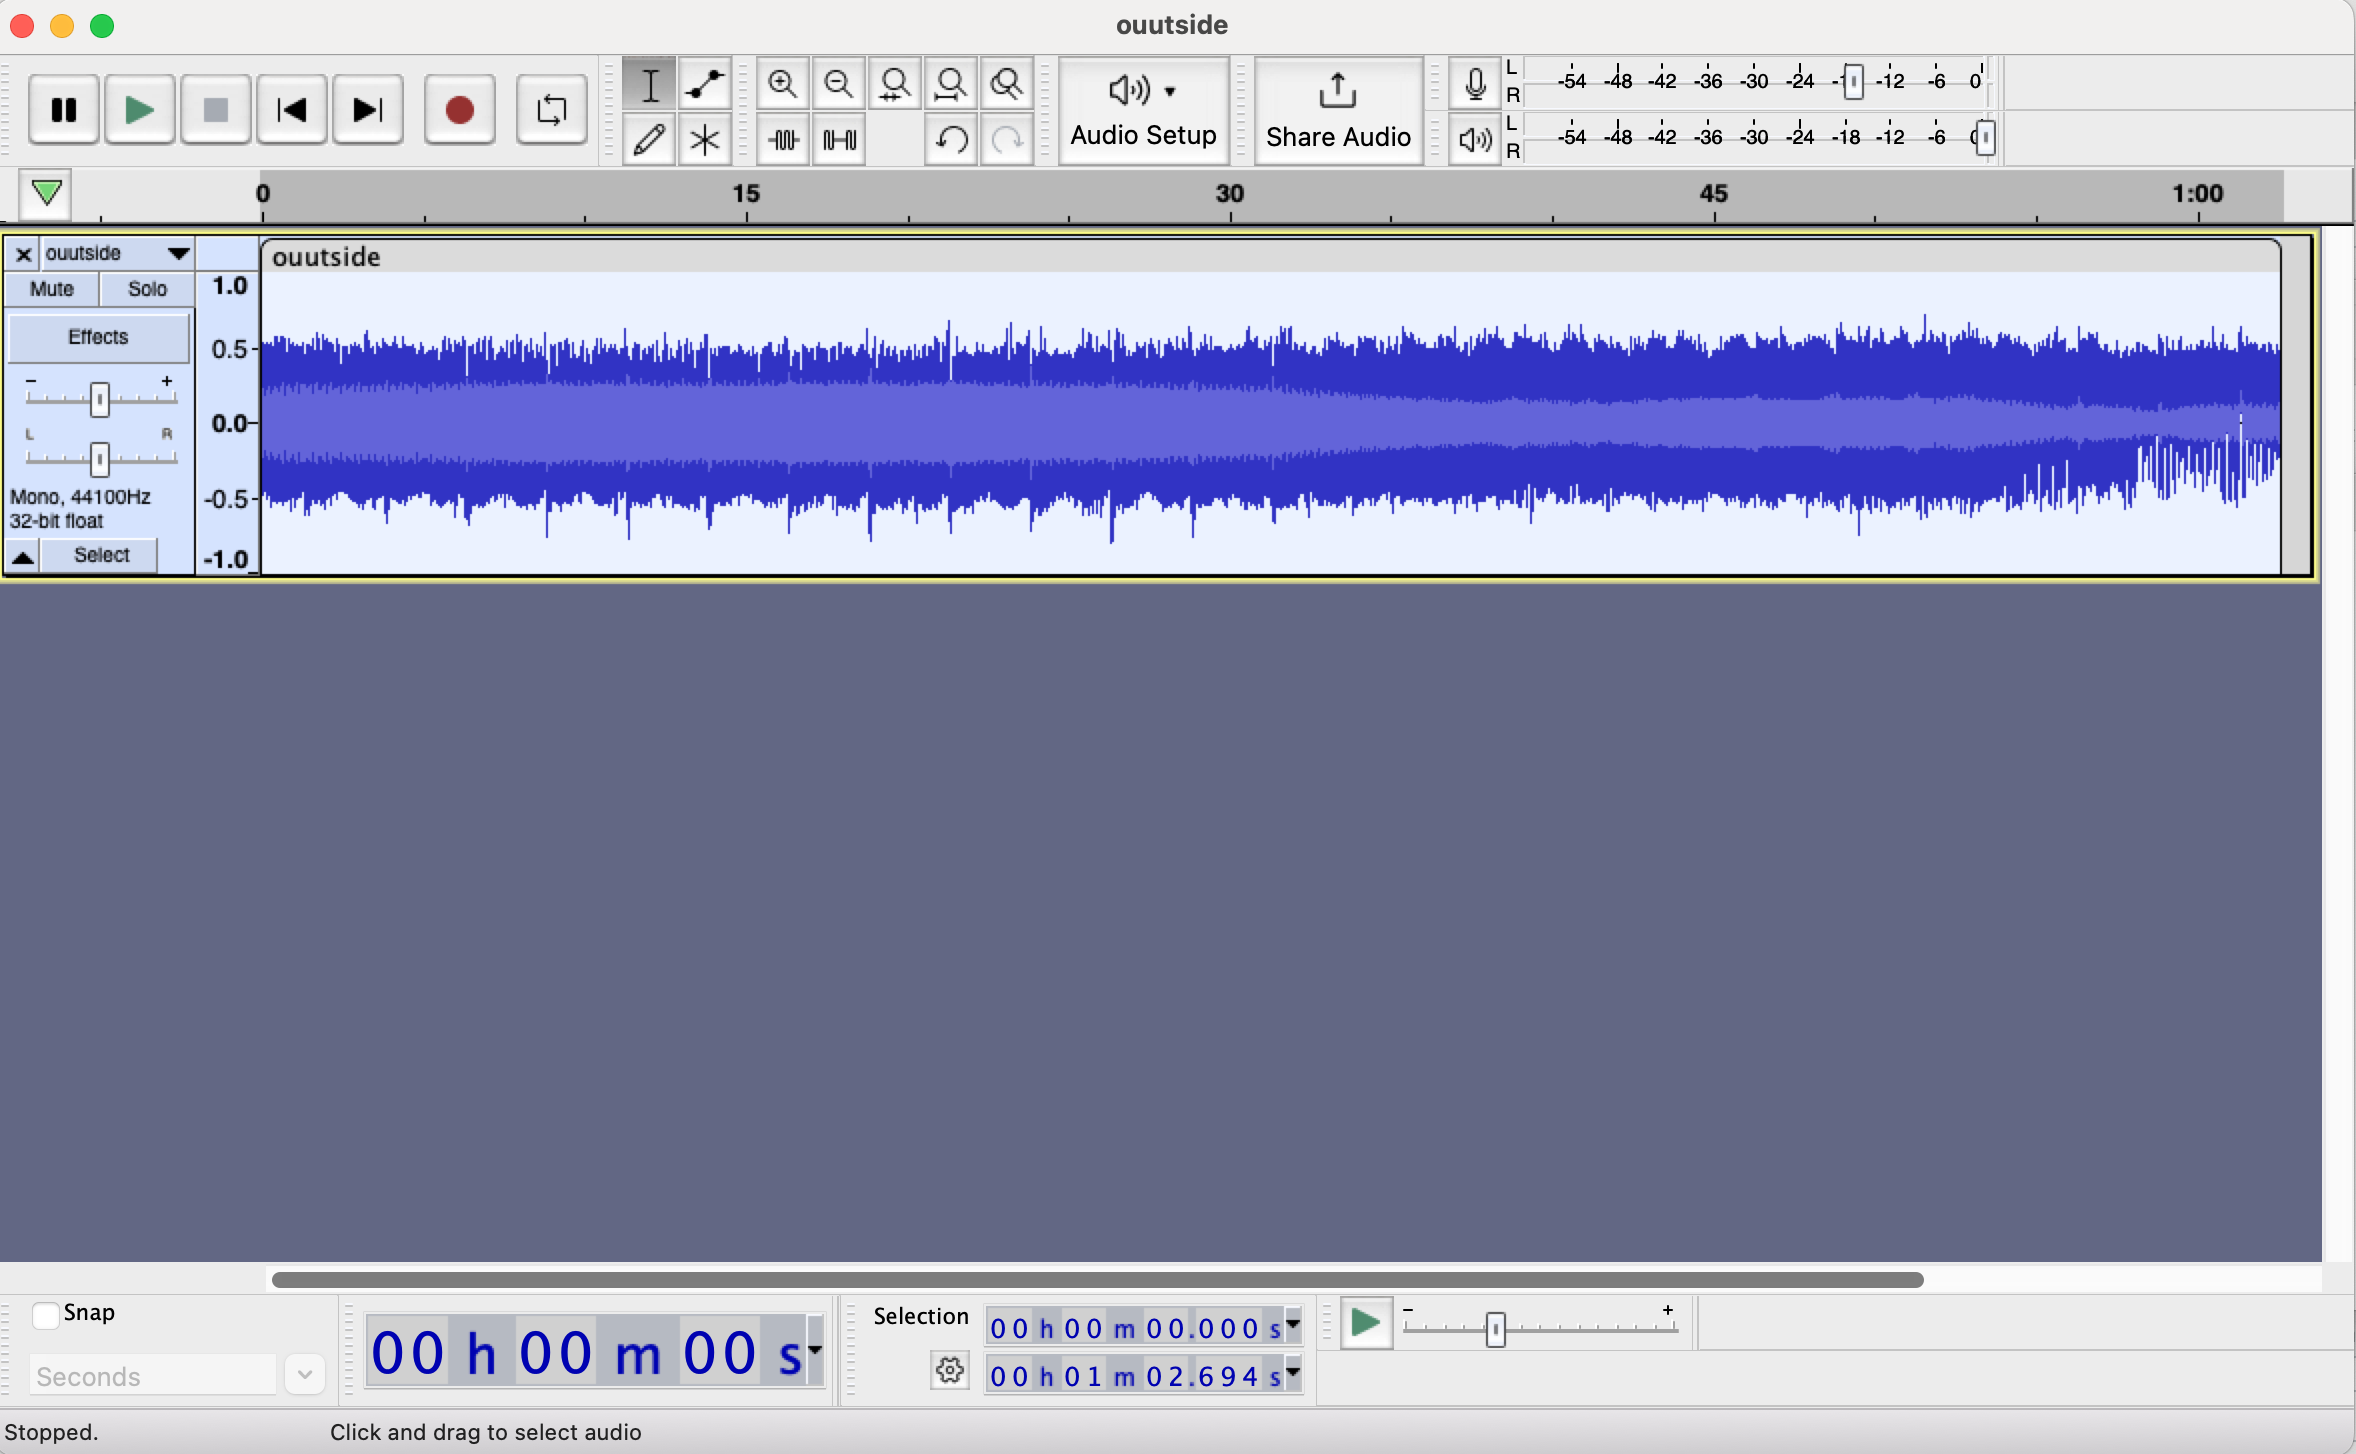 ouutside
Audio Setup
Share Audio
L
R
-54 -48 -42 -36 -30 -24 -12 -6 0
L
R
-54 -48 -42 -36 -30 -24 -18 -12 -6
0 15 30 45 1:00
ouutside
ouutside
Mute Solo
Effects
- +
L R
Mono, 44100Hz
32-bit float
Select
1.0
0.5
0.0
-0.5
-1.0
Snap
Seconds
00 h 00 m 00 s
Selection
00 h 00 m 00.000 s
00 h 01 m 02.694 s
- +
Stopped.
Click and drag to select audio